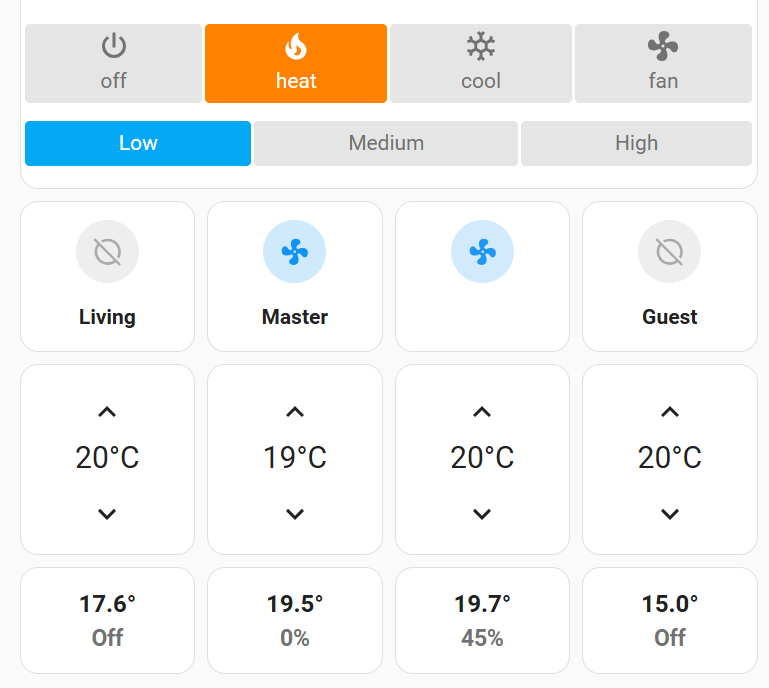 off heat cool fan
Low Medium High
Living Master Guest
20°C 19°C 20°C 20°C
17.6° 19.5° 19.7° 15.0°
Off 0% 45% Off